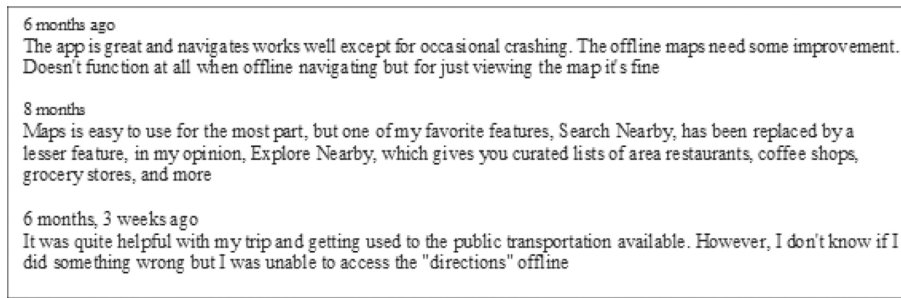 6 months ago
The app is great and navigates works well except for occasional crashing. The offline maps need some improvement.
Doesn't function at all when offline navigating but for just viewing the map it's fine
8 months
Maps is easy to use for the most part, but one of my favorite features, Search Nearby, has been replaced by a
lesser feature, in my opinion, Explore Nearby, which gives you curated lists of area restaurants, coffee shops,
grocery stores, and more
6 months, 3 weeks ago
It was quite helpful with my trip and getting used to the public transportation available. However, I don't know if I
did something wrong but I was unable to access the "directions" offline